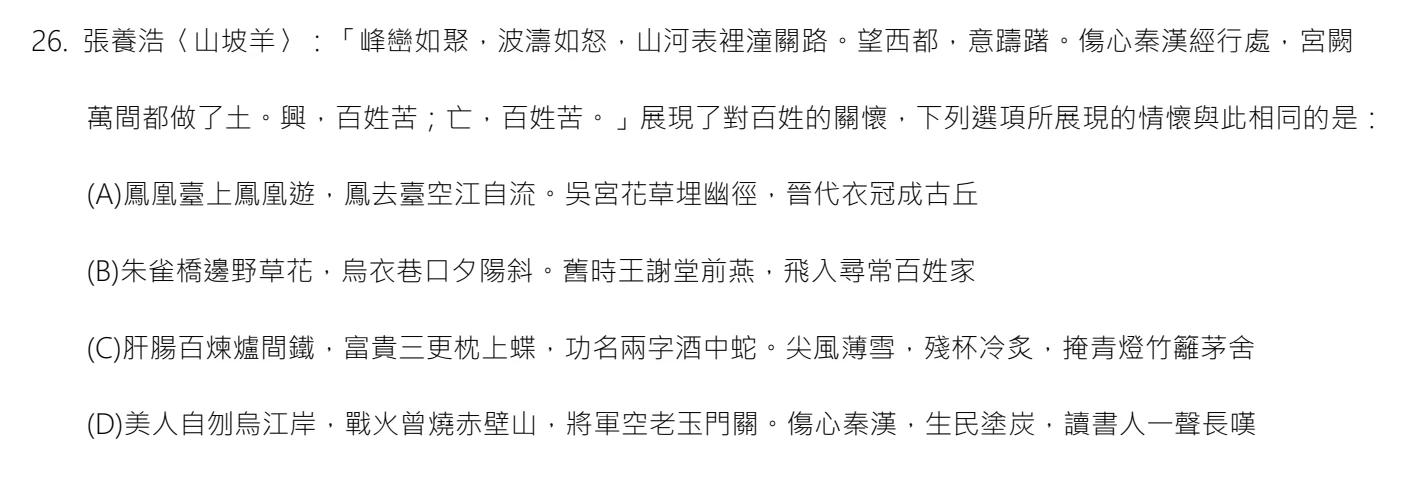 26. 張養浩〈山坡羊〉:「峰巒如聚,波濤如怒,山河表裡潼關路。望西都,意躊躇。傷心秦漢經行處,宮闕
萬間都做了土。興,百姓苦;亡,百姓苦。」展現了對百姓的關懷,下列選項所展現的情懷與此相同的是:
(A)鳳凰臺上鳳凰遊,鳳去臺空江自流。吳宮花草埋幽徑,晉代衣冠成古丘
(B)朱雀橋邊野草花,烏衣巷口夕陽斜。舊時王謝堂前燕,飛入尋常百姓家
(C)肝腸百煉爐間鐵,富貴三更枕上蝶,功名兩字酒中蛇。尖風薄雪,殘杯冷炙,掩青燈竹籬茅舍
(D)美人自刎烏江岸,戰火曾燒赤壁山,將軍空老玉門關。傷心秦漢,生民塗炭,讀書人一聲長嘆